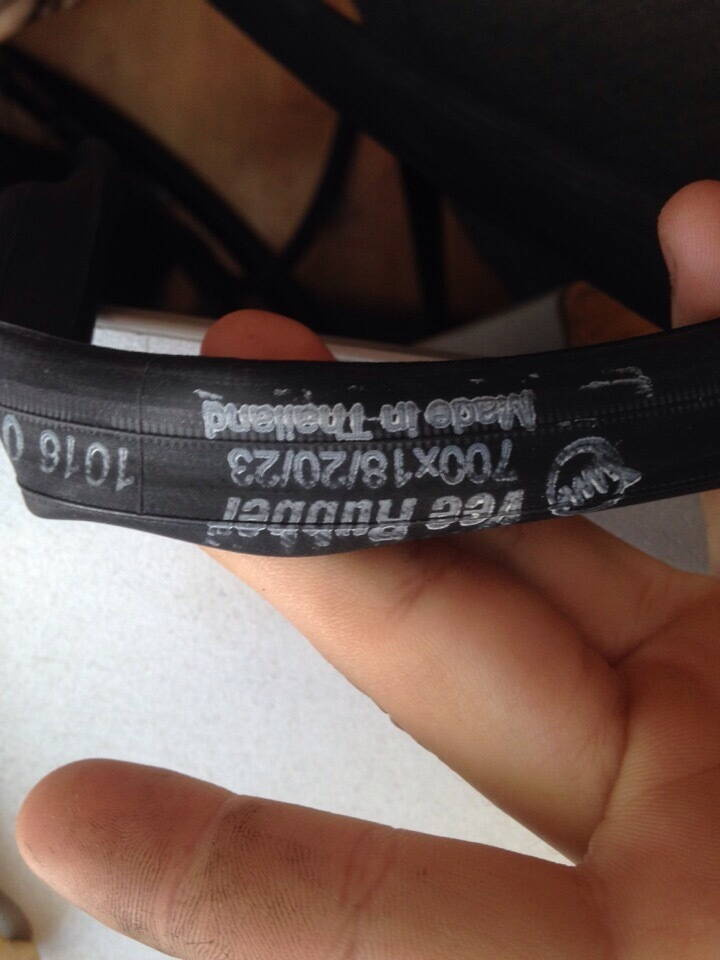 Vee Rubber
700x18/20/23
Made in Thailand
1016